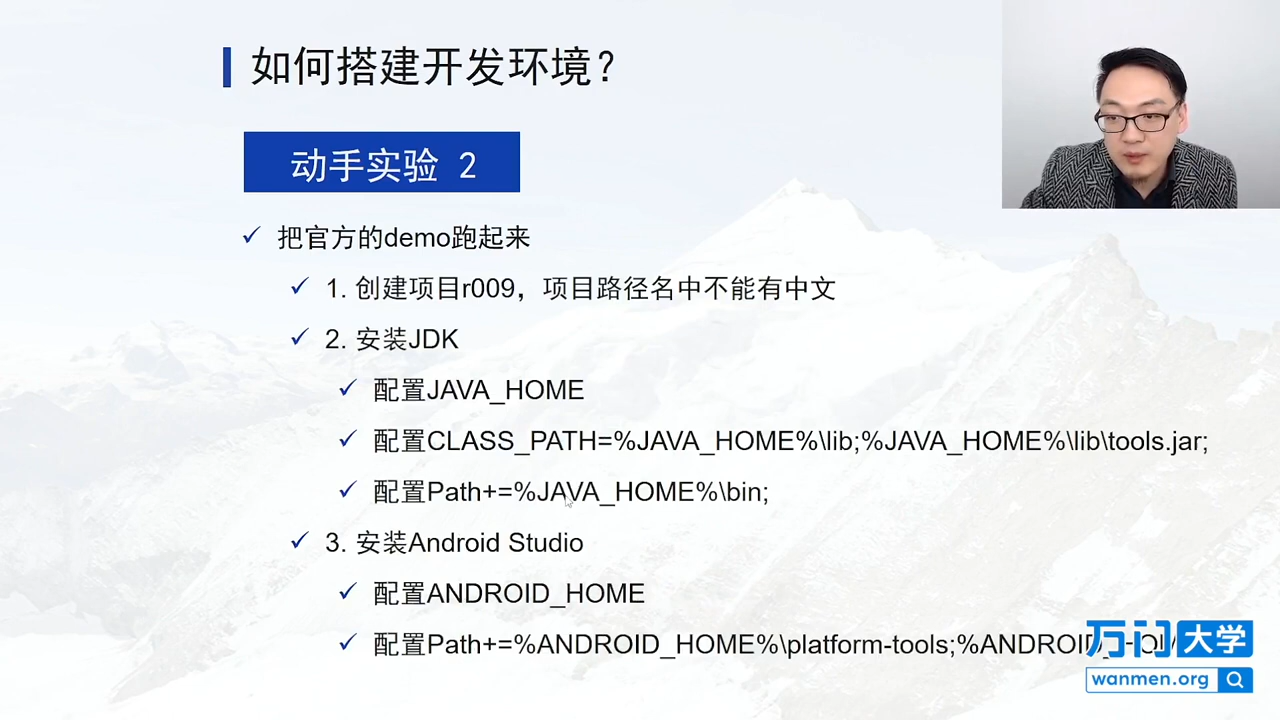 如何搭建开发环境？
动手实验 2
把官方的demo跑起来
1. 创建项目r009，项目路径名中不能有中文
2. 安装JDK
配置JAVA_HOME
配置CLASS_PATH=%JAVA_HOME%\lib;%JAVA_HOME%\lib\tools.jar;
配置Path+=%JAVA_HOME%\bin;
3. 安装Android Studio
配置ANDROID_HOME
配置Path+=%ANDROID_HOME%\platform-tools;%ANDROID
万门大学
wanmen.org